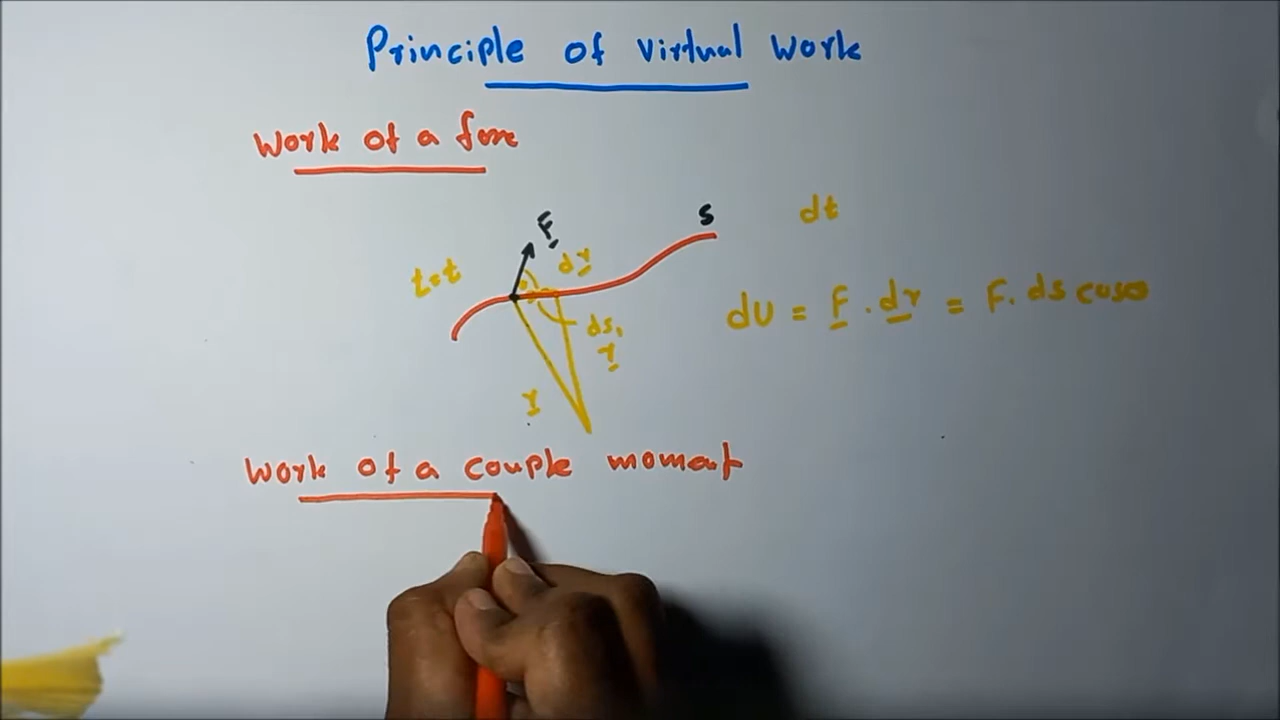 Principle of virtual work
Work of a force
F
S
dt
t=t
dr
dU = F . dr = F. ds cosθ
ds,
r
r
Work of a couple moment